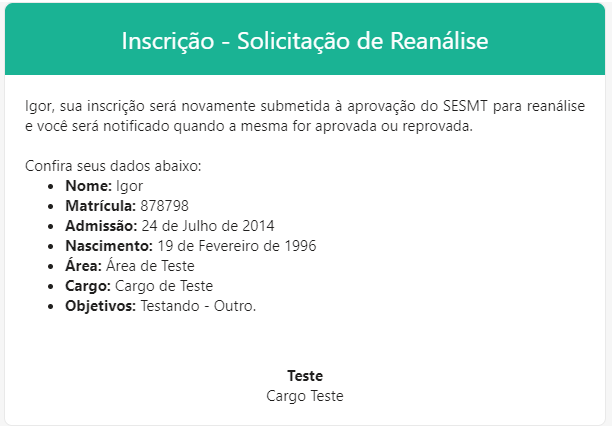 Inscrição - Solicitação de Reanálise
Igor, sua inscrição será novamente submetida à aprovação do SESMT para reanálise
e você será notificado quando a mesma for aprovada ou reprovada.
Confira seus dados abaixo:
• Nome: Igor
• Matrícula: 878798
• Admissão: 24 de Julho de 2014
• Nascimento: 19 de Fevereiro de 1996
• Área: Área de Teste
• Cargo: Cargo de Teste
• Objetivos: Testando - Outro.
Teste
Cargo Teste